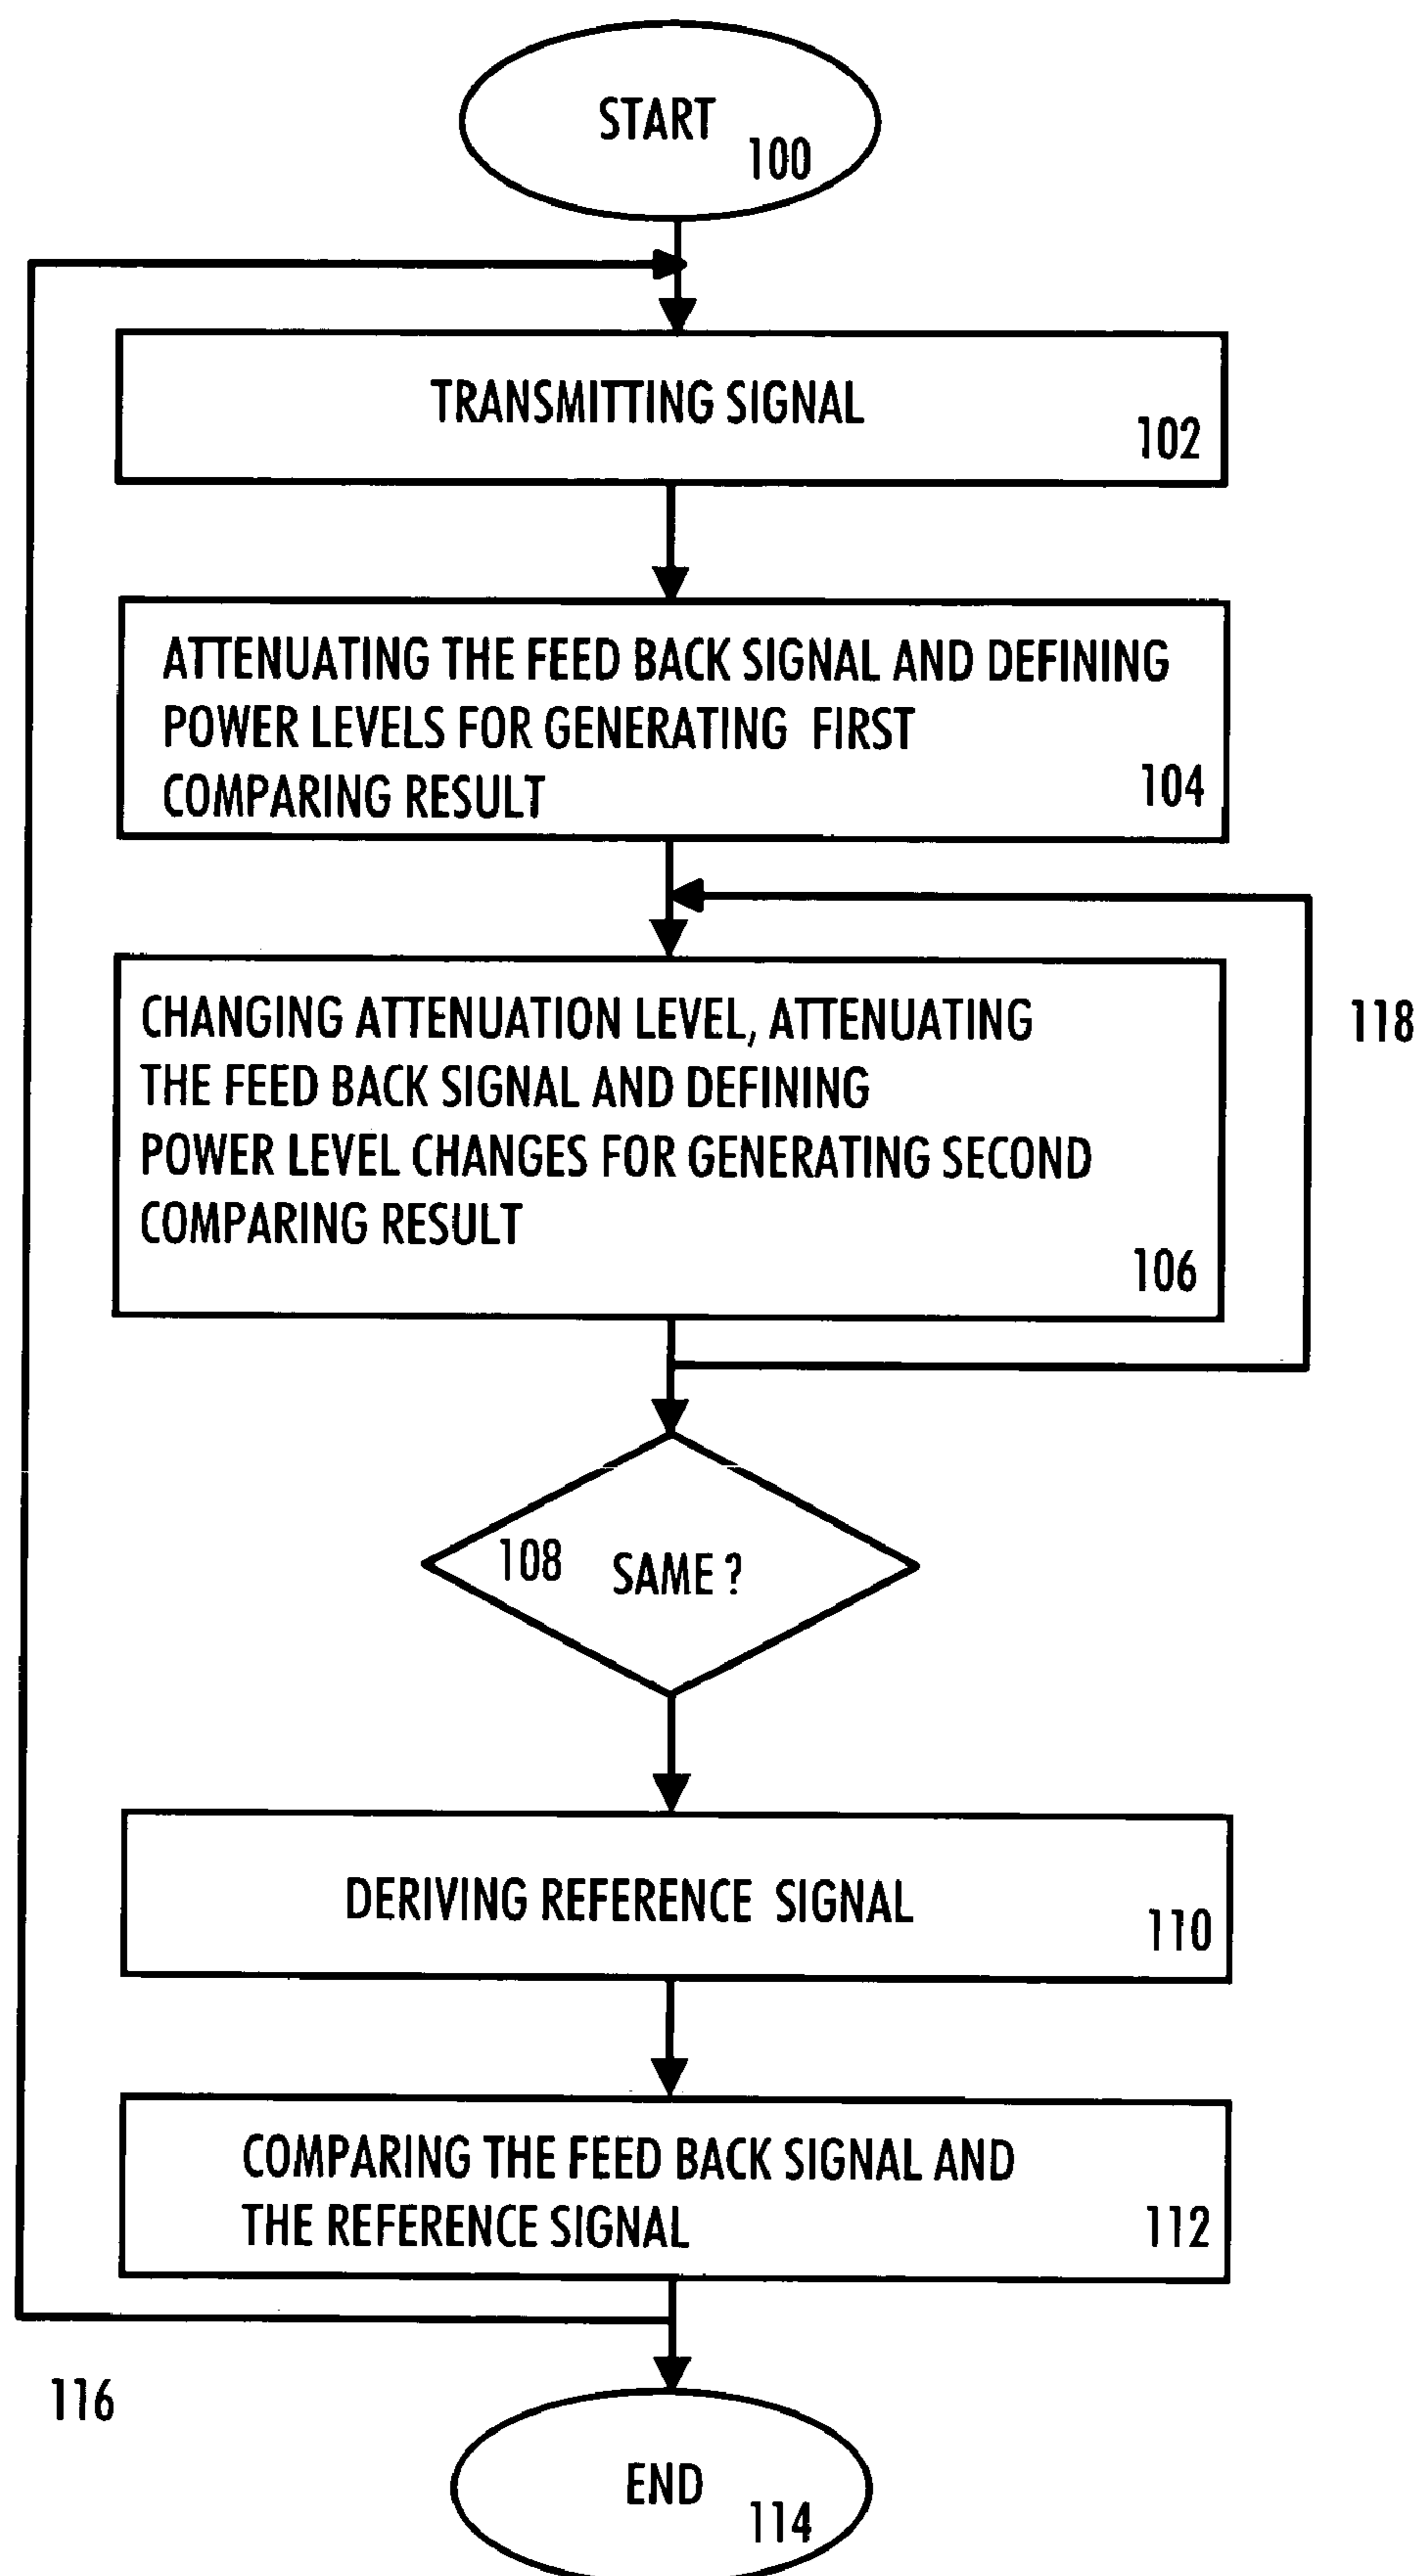 START
100
TRANSMITTING SIGNAL
102
ATTENUATING THE FEED BACK SIGNAL AND DEFINING
POWER LEVELS FOR GENERATING FIRST
COMPARING RESULT
104
CHANGING ATTENUATION LEVEL, ATTENUATING
THE FEED BACK SIGNAL AND DEFINING
POWER LEVEL CHANGES FOR GENERATING SECOND
COMPARING RESULT
106
118
108 SAME ?
DERIVING REFERENCE SIGNAL
110
COMPARING THE FEED BACK SIGNAL AND
THE REFERENCE SIGNAL
112
116
END
114